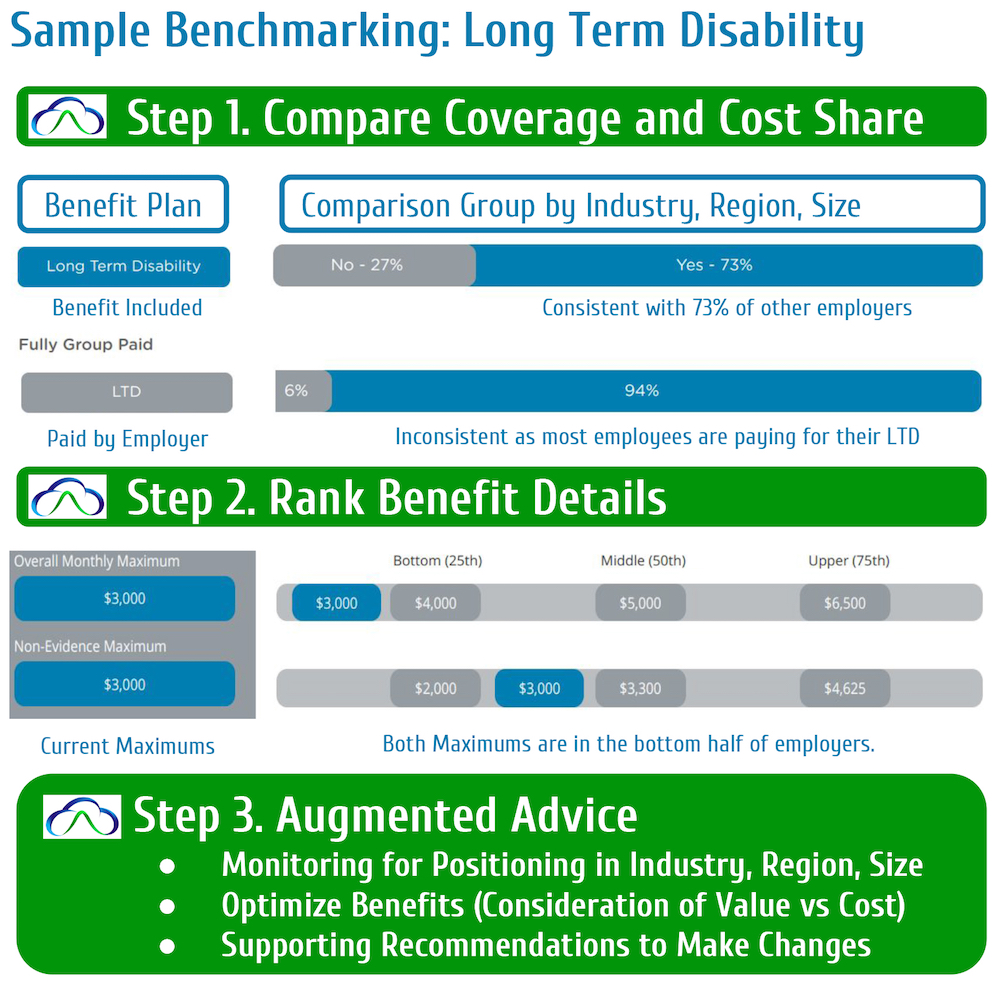 Sample Benchmarking: Long Term Disability
Step 1. Compare Coverage and Cost Share
Benefit Plan
Comparison Group by Industry, Region, Size
Long Term Disability
No - 27%
Yes - 73%
Benefit Included
Consistent with 73% of other employers
Fully Group Paid
LTD
6%
94%
Paid by Employer
Inconsistent as most employees are paying for their LTD
Step 2. Rank Benefit Details
Overall Monthly Maximum
Bottom (25th)
Middle (50th)
Upper (75th)
$3,000
$3,000
$4,000
$5,000
$6,500
Non-Evidence Maximum
$3,000
$2,000
$3,000
$3,300
$4,625
Current Maximums
Both Maximums are in the bottom half of employers.
Step 3. Augmented Advice
● Monitoring for Positioning in Industry, Region, Size
● Optimize Benefits (Consideration of Value vs Cost)
● Supporting Recommendations to Make Changes